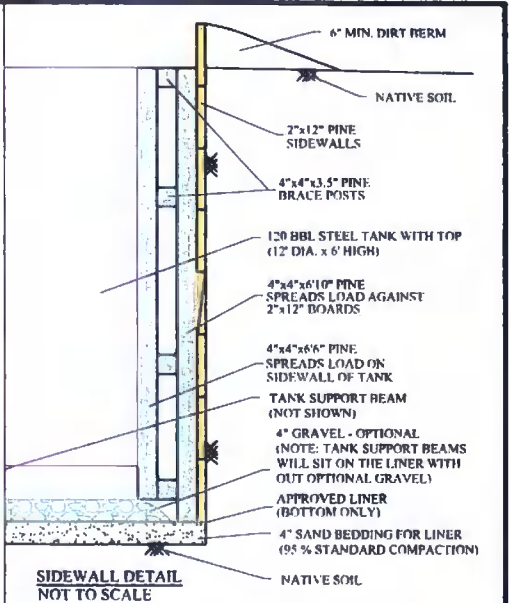 6" MIN. DIRT BERM
NATIVE SOIL
2"x12" PINE
SIDEWALLS
4"x4"x3.5" PINE
BRACE POSTS
120 BBL STEEL TANK WITH TOP
(12' DIA. x 6' HIGH)
4"x4"x6'10" PINE
SPREADS LOAD AGAINST
2"x12" BOARDS
4"x4"x6'6" PINE
SPREADS LOAD ON
SIDEWALL OF TANK
TANK SUPPORT BEAM
(NOT SHOWN)
4" GRAVEL - OPTIONAL
(NOTE: TANK SUPPORT BEAMS
WILL SIT ON THE LINER WITH
OUT OPTIONAL GRAVEL)
APPROVED LINER
(BOTTOM ONLY)
4" SAND BEDDING FOR LINER
(95 % STANDARD COMPACTION)
NATIVE SOIL
SIDEWALL DETAIL
NOT TO SCALE